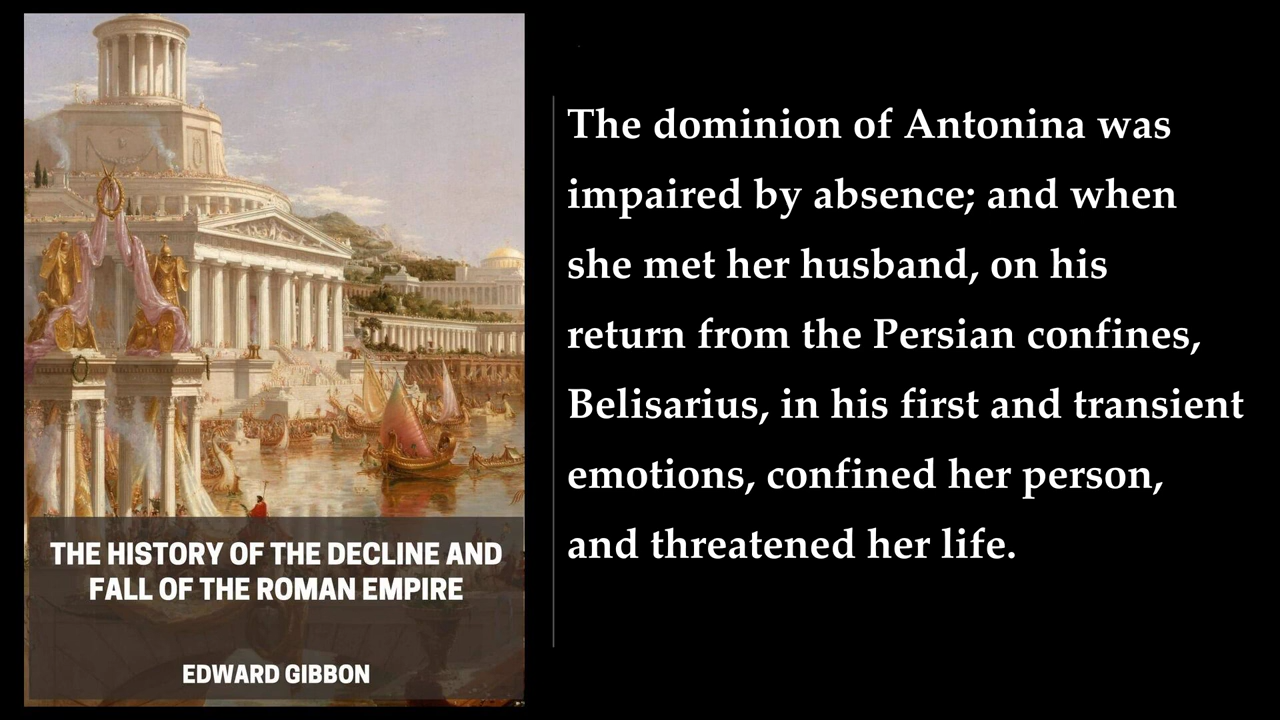 THE HISTORY OF THE DECLINE AND
FALL OF THE ROMAN EMPIRE
EDWARD GIBBON
The dominion of Antonina was
impaired by absence; and when
she met her husband, on his
return from the Persian confines,
Belisarius, in his first and transient
emotions, confined her person,
and threatened her life.